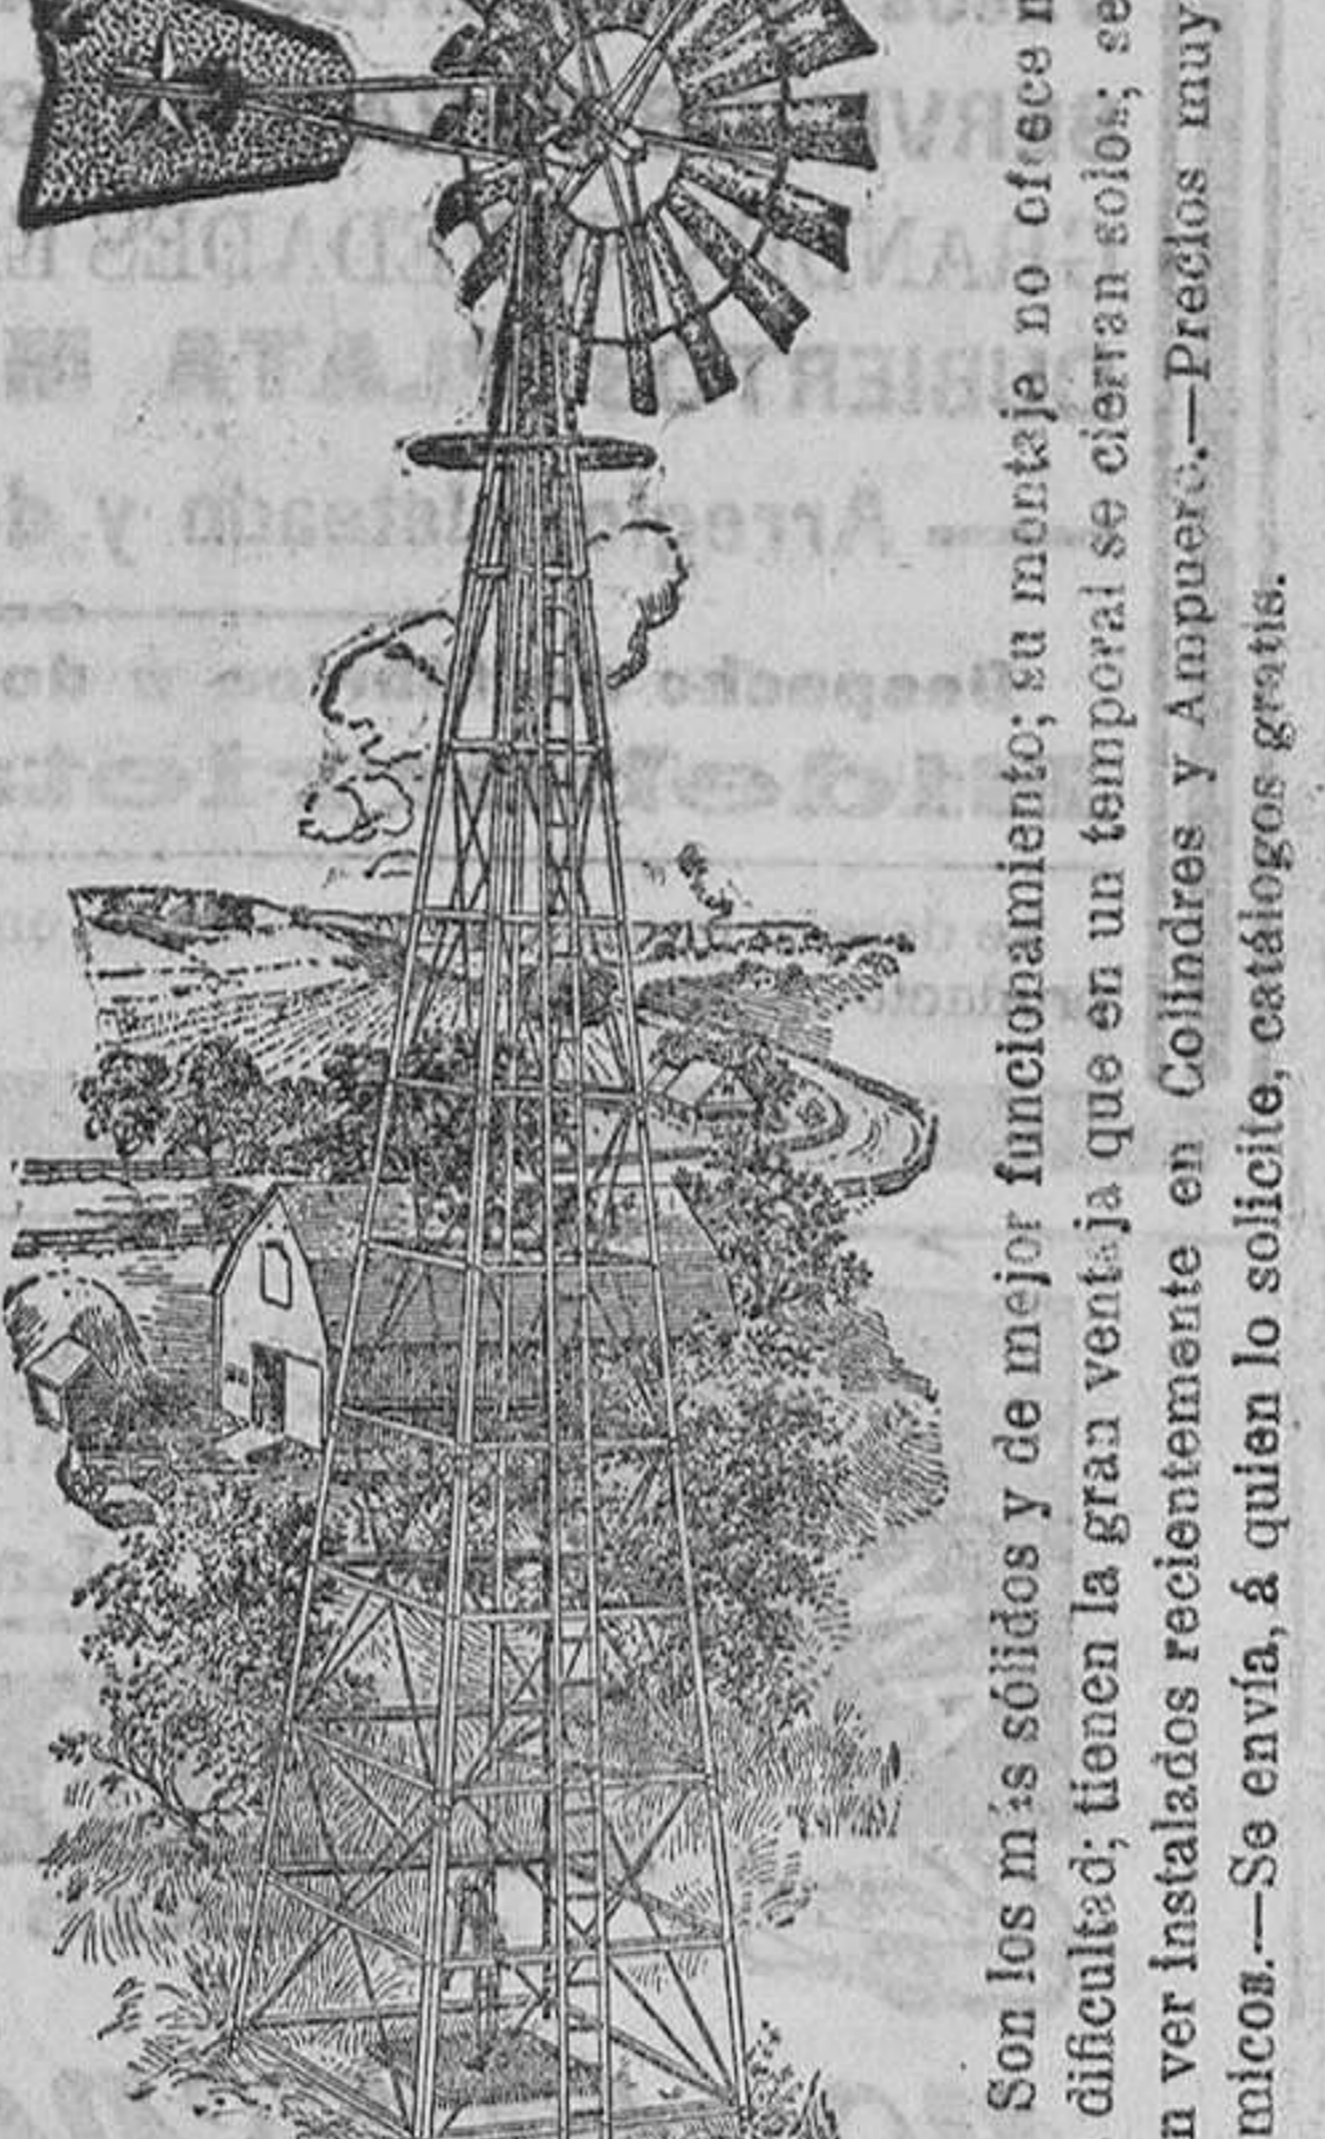 Son los más sólidos y de mejor funcionamiento; su montaje no ofrece
dificultad; tienen la gran ventaja que en un temporal se cierran solos; se
n ver instalados recientemente en Colindres y Ampuero.—Precios muy
micos.—Se envía, á quien lo solicite, catálogos gratis.